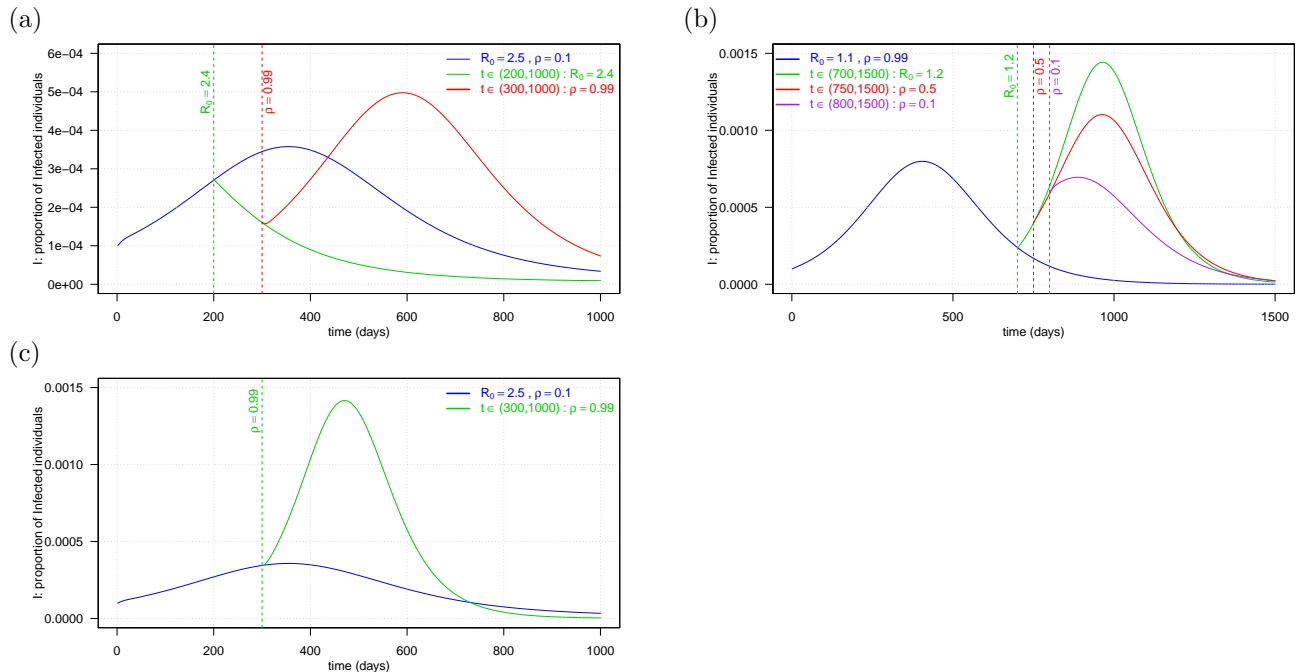 (a)
I: proportion of Infected individuals
6e−04
5e−04
4e−04
3e−04
2e−04
1e−04
0e+00
R₀ = 2.4
ρ = 0.99
R₀ = 2.5 , ρ = 0.1
t ∈ (200,1000) : R₀ = 2.4
t ∈ (300,1000) : ρ = 0.99
0 200 400 600 800 1000
time (days)
(b)
I: proportion of Infected individuals
0.0015
0.0010
0.0005
0.0000
R₀ = 1.1 , ρ = 0.99
t ∈ (700,1500) : R₀ = 1.2
t ∈ (750,1500) : ρ = 0.5
t ∈ (800,1500) : ρ = 0.1
R₀ = 1.2
ρ = 0.5
ρ = 0.1
0 500 1000 1500
time (days)
(c)
I: proportion of Infected individuals
0.0015
0.0010
0.0005
0.0000
ρ = 0.99
R₀ = 2.5 , ρ = 0.1
t ∈ (300,1000) : ρ = 0.99
0 200 400 600 800 1000
time (days)